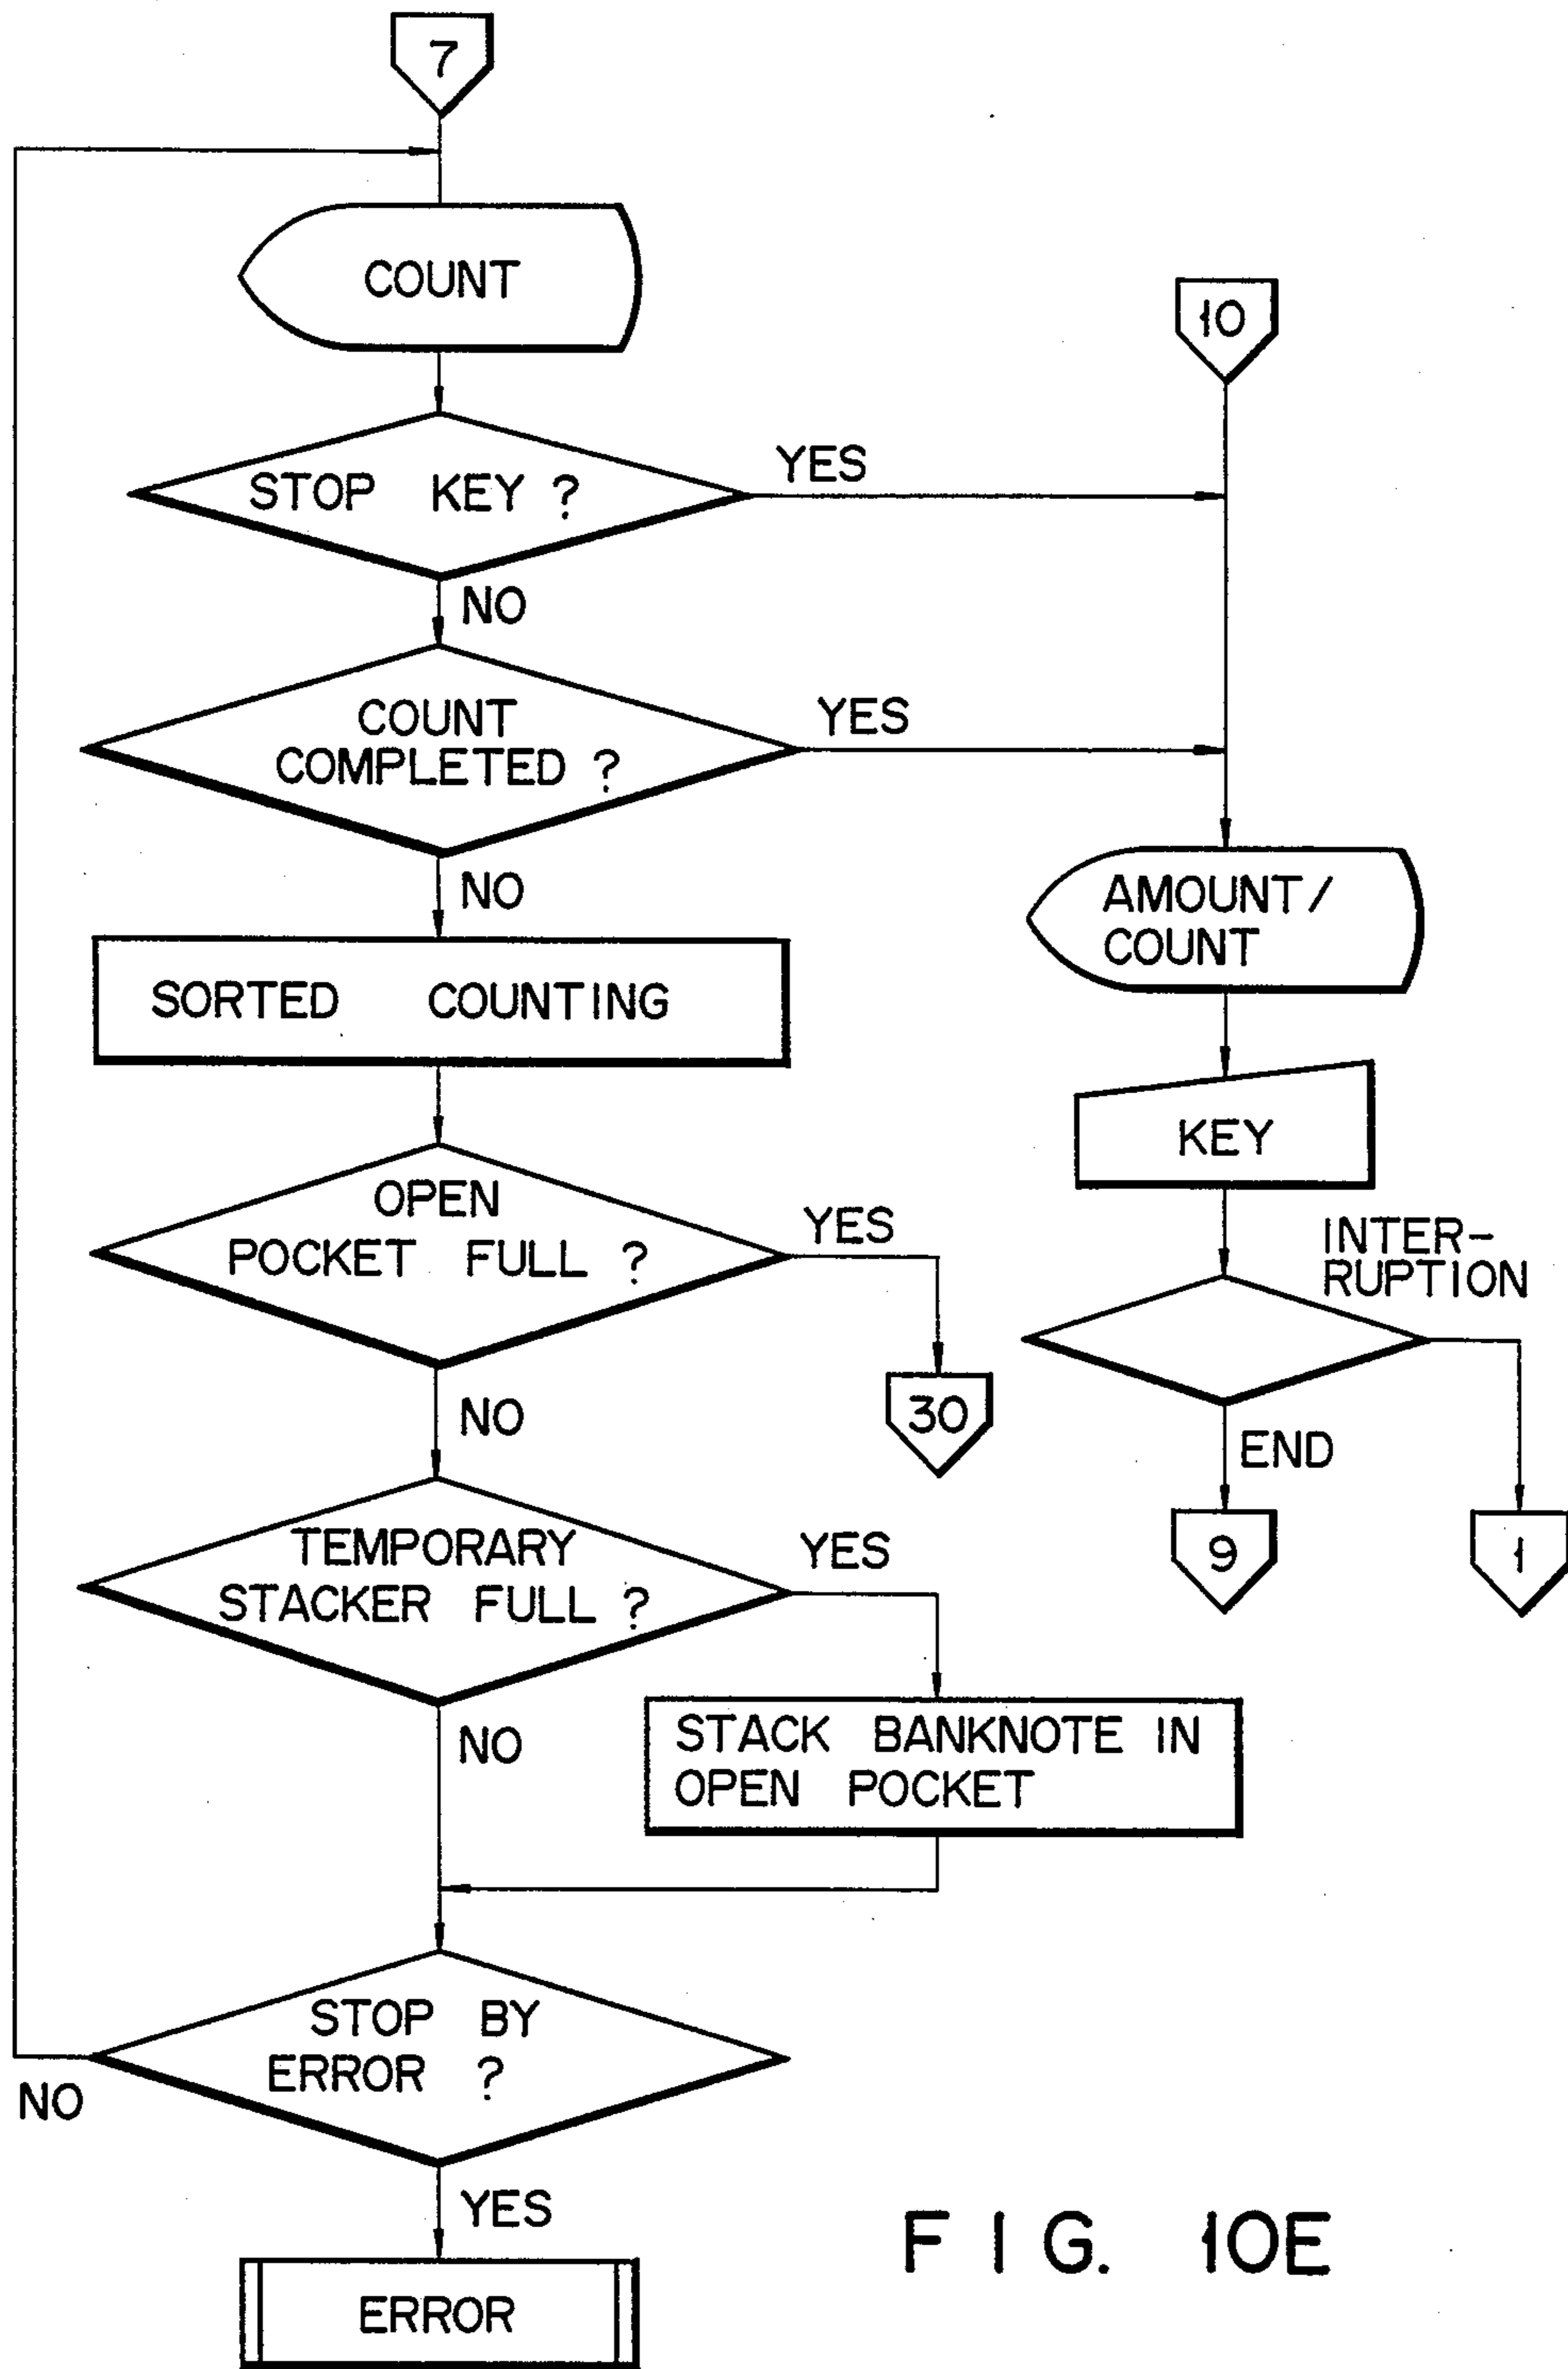 7
COUNT
10
STOP KEY ?
YES
NO
COUNT
COMPLETED ?
YES
NO
AMOUNT/
COUNT
SORTED COUNTING
KEY
OPEN
POCKET FULL ?
YES
INTER-
RUPTION
30
NO
END
9
1
TEMPORARY
STACKER FULL ?
YES
NO
STACK BANKNOTE IN
OPEN POCKET
STOP BY
ERROR ?
NO
YES
ERROR
FIG. 10E